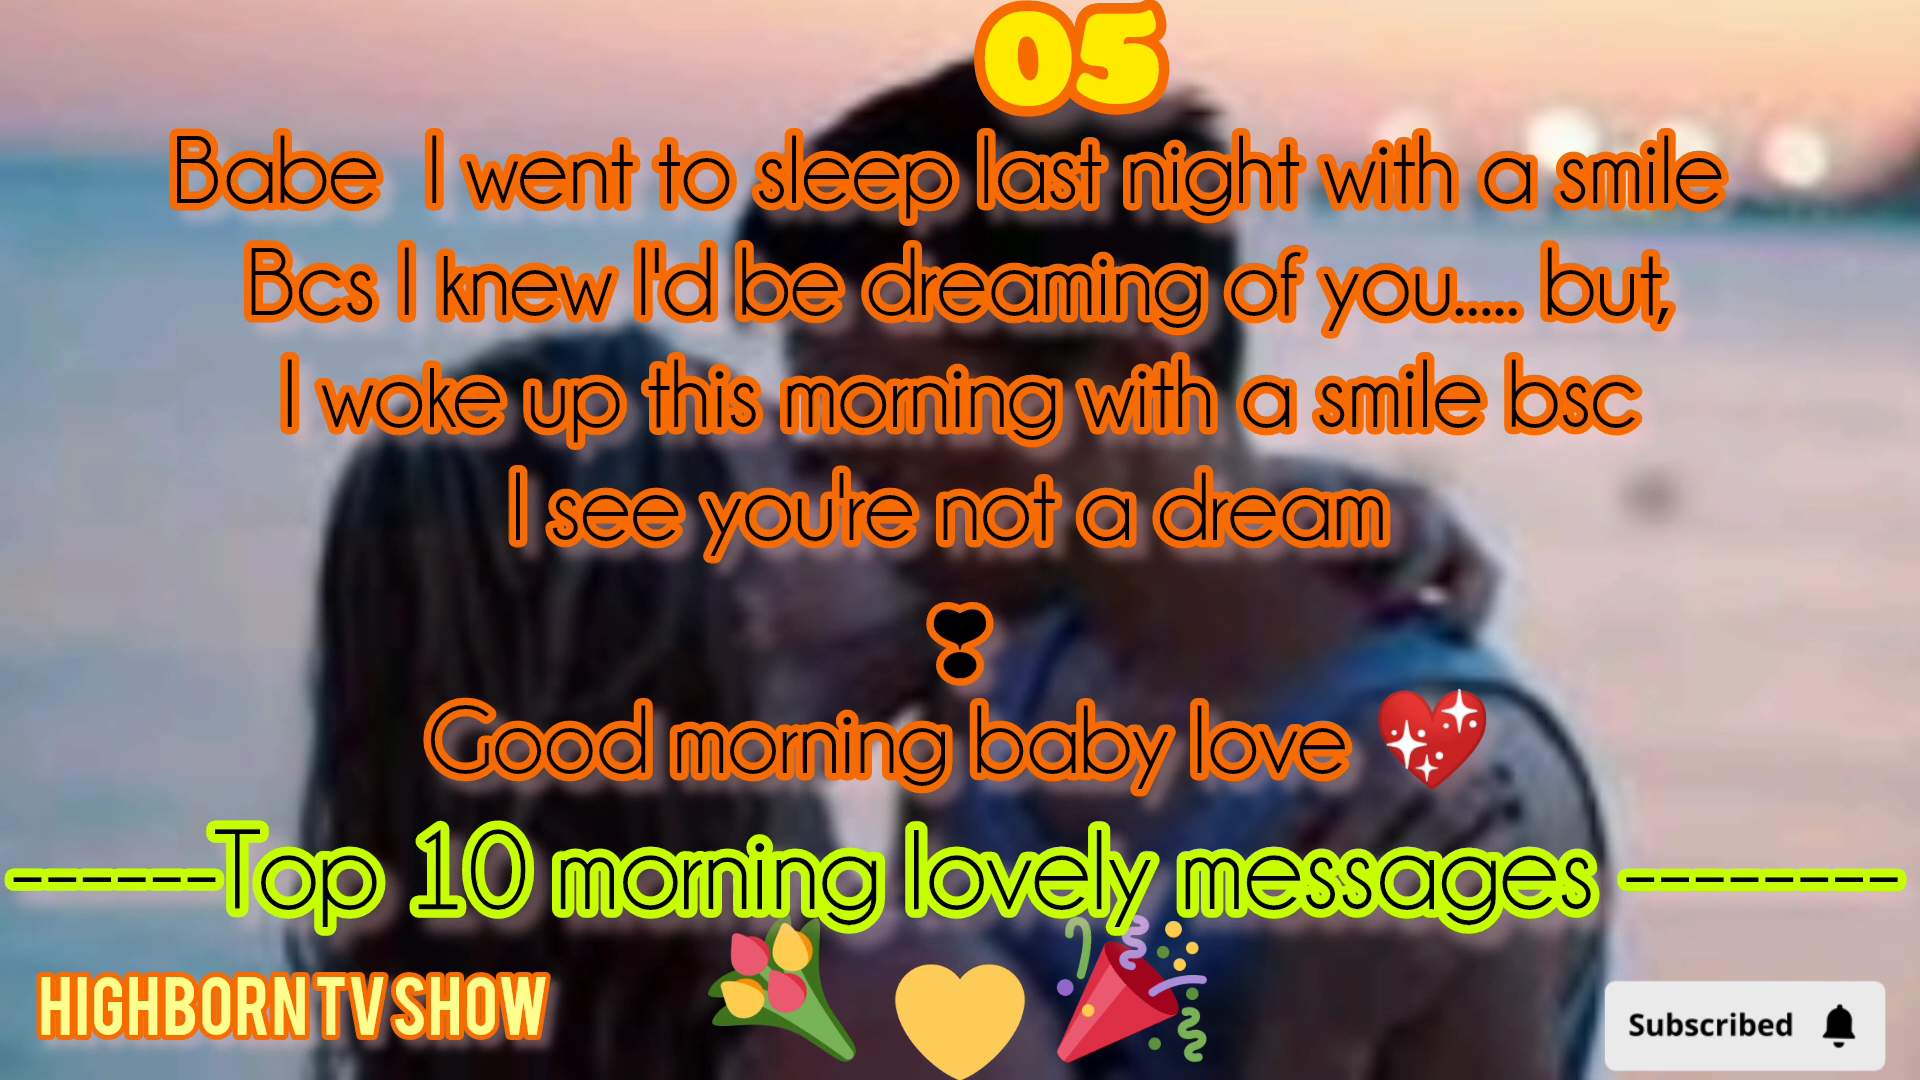 05
Babe I went to sleep last night with a smile
Bcs I knew I'd be dreaming of you..... but,
I woke up this morning with a smile bsc
I see you're not a dream
❣
Good morning baby love 💖
------Top 10 morning lovely messages --------
HIGHBORN TV SHOW
Subscribed